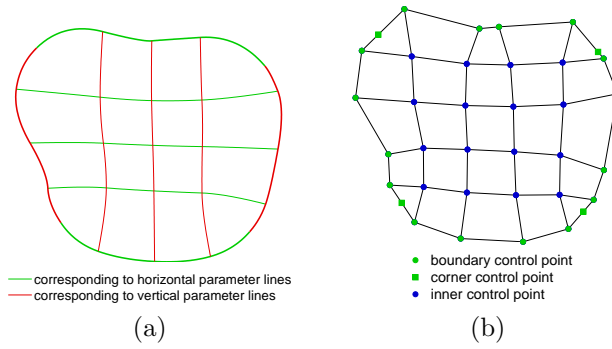 corresponding to horizontal parameter lines
corresponding to vertical parameter lines
(a)
boundary control point
corner control point
inner control point
(b)